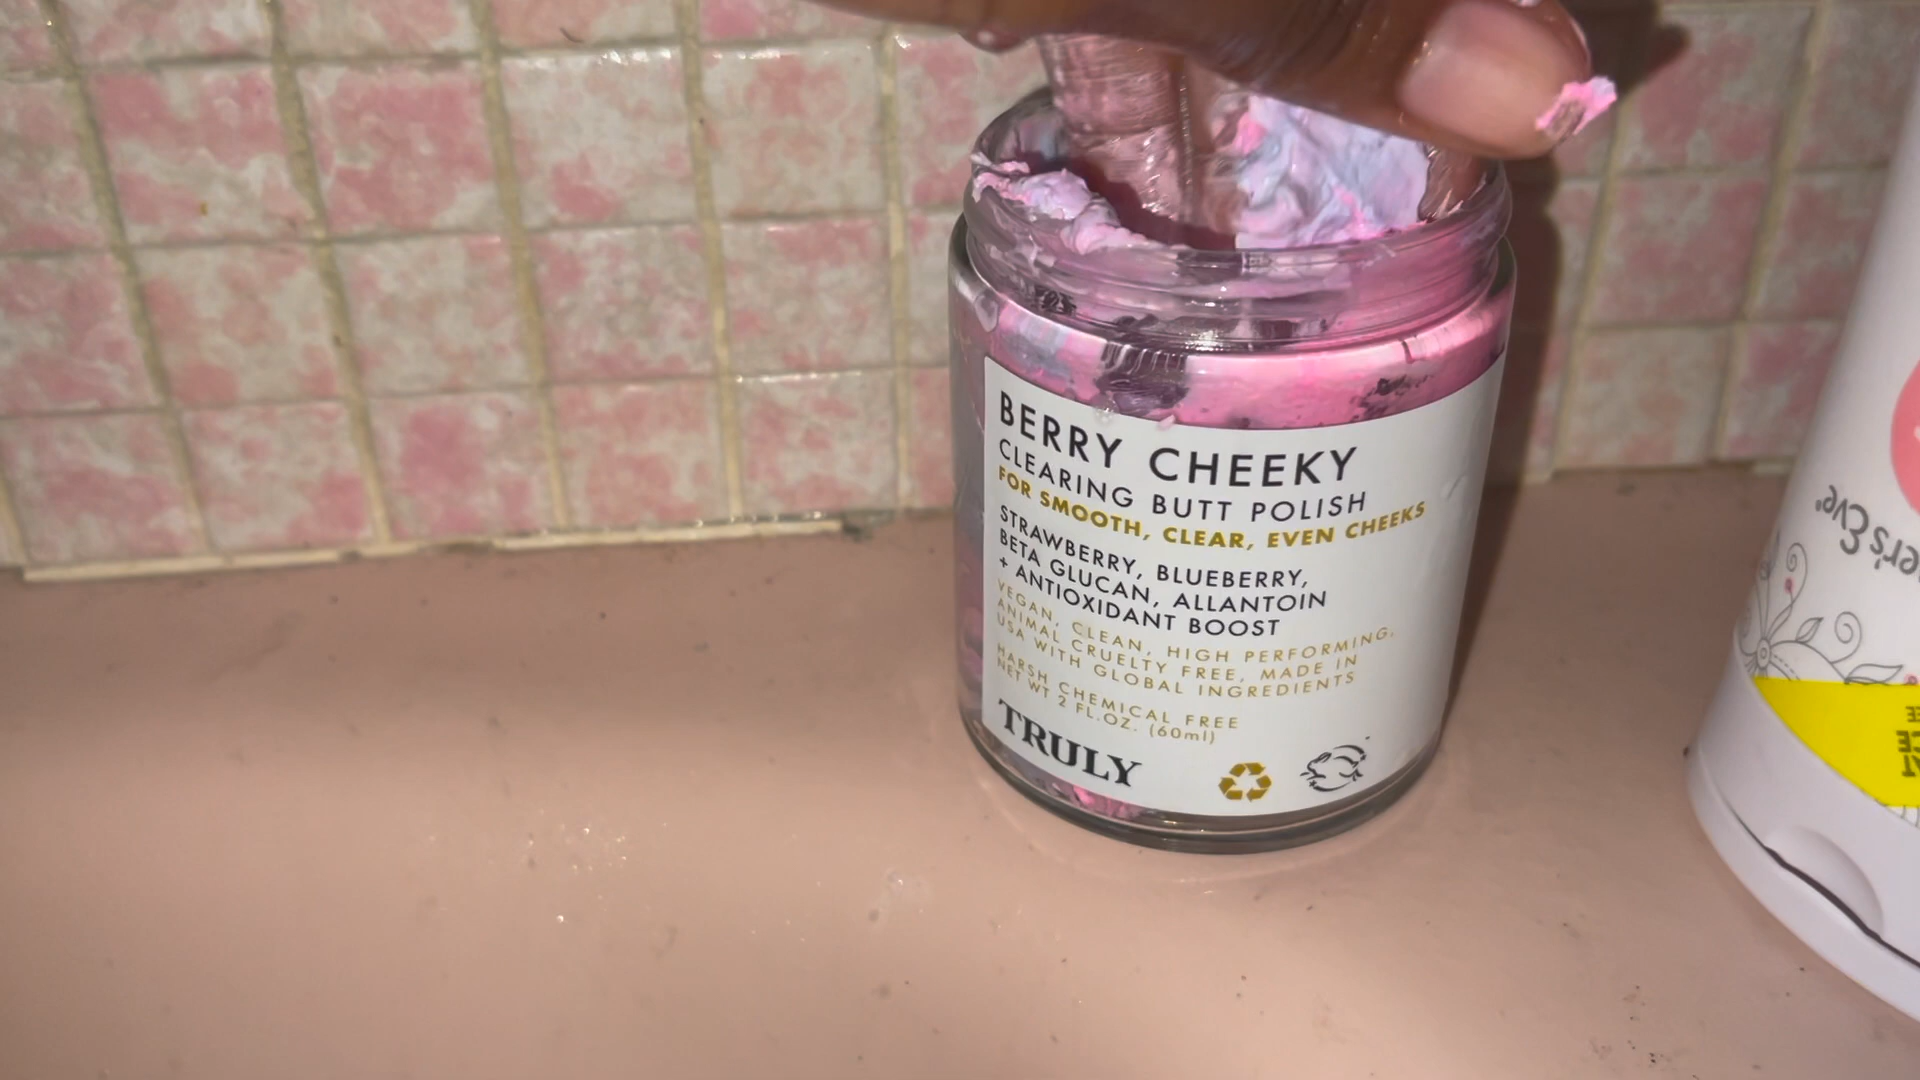 BERRY CHEEKY
CLEARING BUTT POLISH
FOR SMOOTH, CLEAR, EVEN CHEEKS
STRAWBERRY, BLUEBERRY,
BETA GLUCAN, ALLANTOIN
+ ANTIOXIDANT BOOST
VEGAN, CLEAN, HIGH PERFORMING,
ANIMAL CRUELTY FREE, MADE IN
USA WITH GLOBAL INGREDIENTS
HARSH CHEMICAL FREE
NET WT 2 FL.OZ. (60ml)
TRULY
er's Eve®